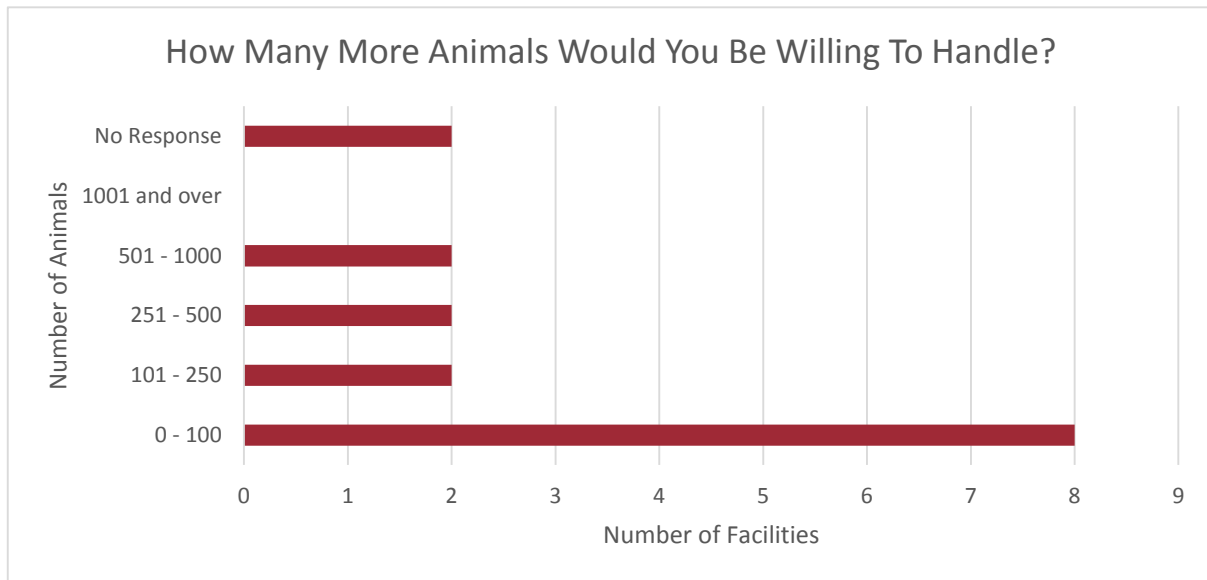 How Many More Animals Would You Be Willing To Handle?
Number of Animals
No Response
1001 and over
501 - 1000
251 - 500
101 - 250
0 - 100
0 1 2 3 4 5 6 7 8 9
Number of Facilities